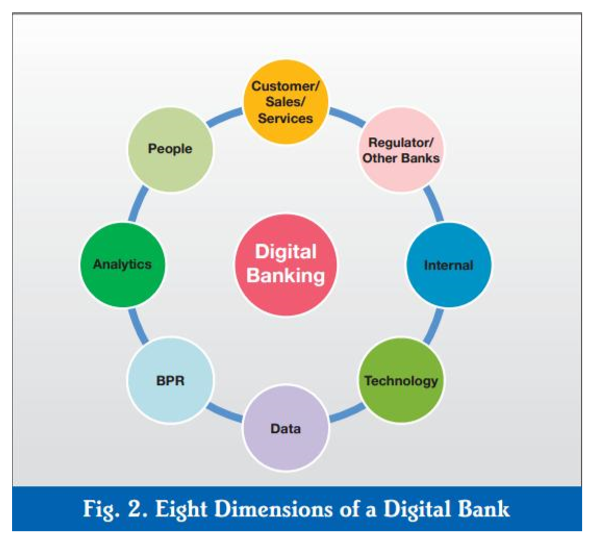 Customer/
Sales/
Services
Regulator/
Other Banks
People
Digital
Banking
Analytics
Internal
BPR
Technology
Data
Fig. 2. Eight Dimensions of a Digital Bank